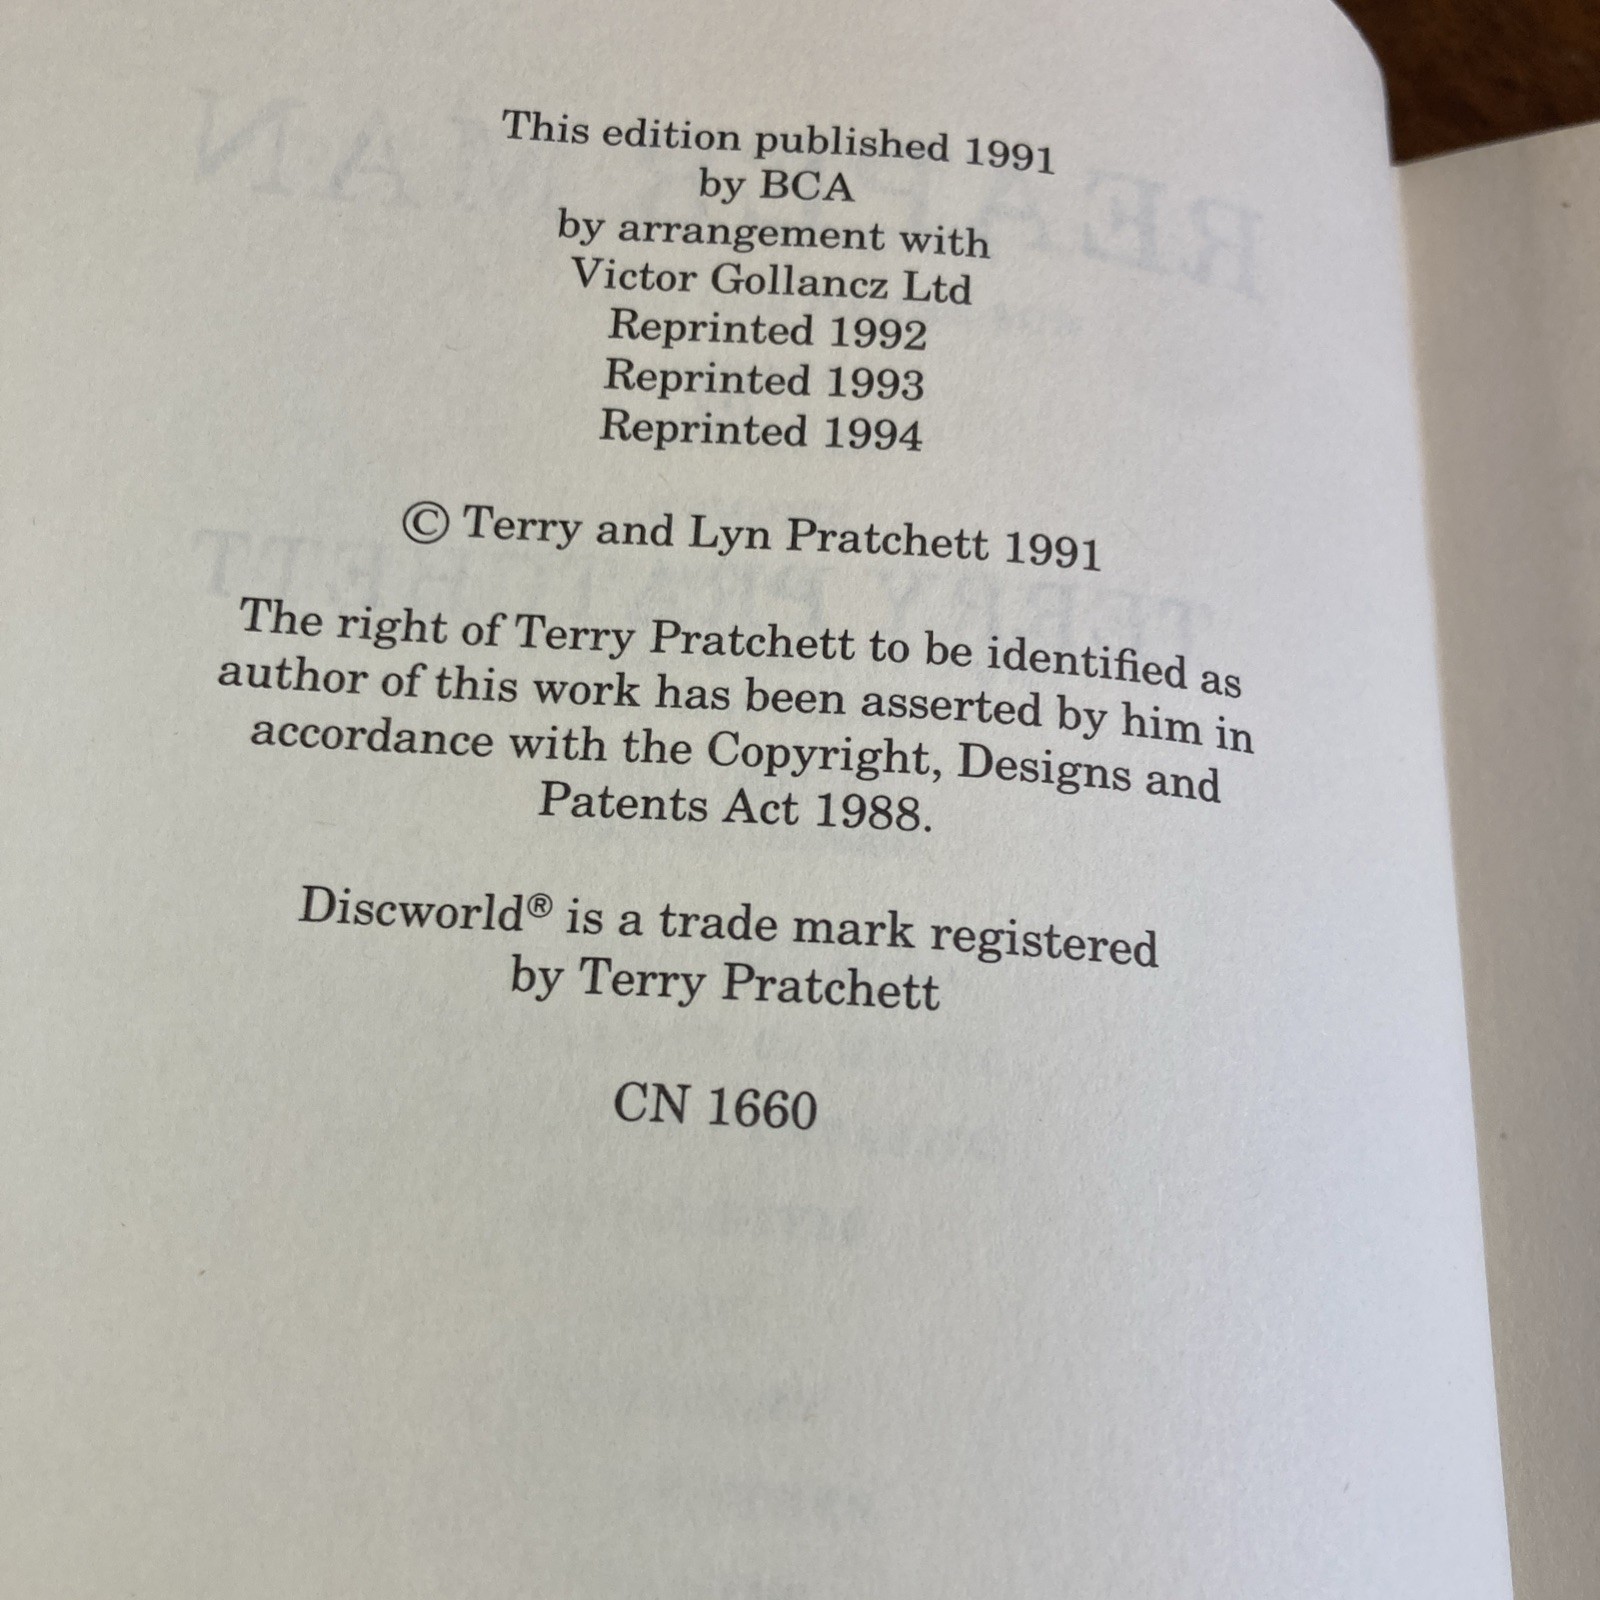 This edition published 1991
by BCA
by arrangement with
Victor Gollancz Ltd
Reprinted 1992
Reprinted 1993
Reprinted 1994
© Terry and Lyn Pratchett 1991
The right of Terry Pratchett to be identified as
author of this work has been asserted by him in
accordance with the Copyright, Designs and
Patents Act 1988.
Discworld® is a trade mark registered
by Terry Pratchett
CN 1660